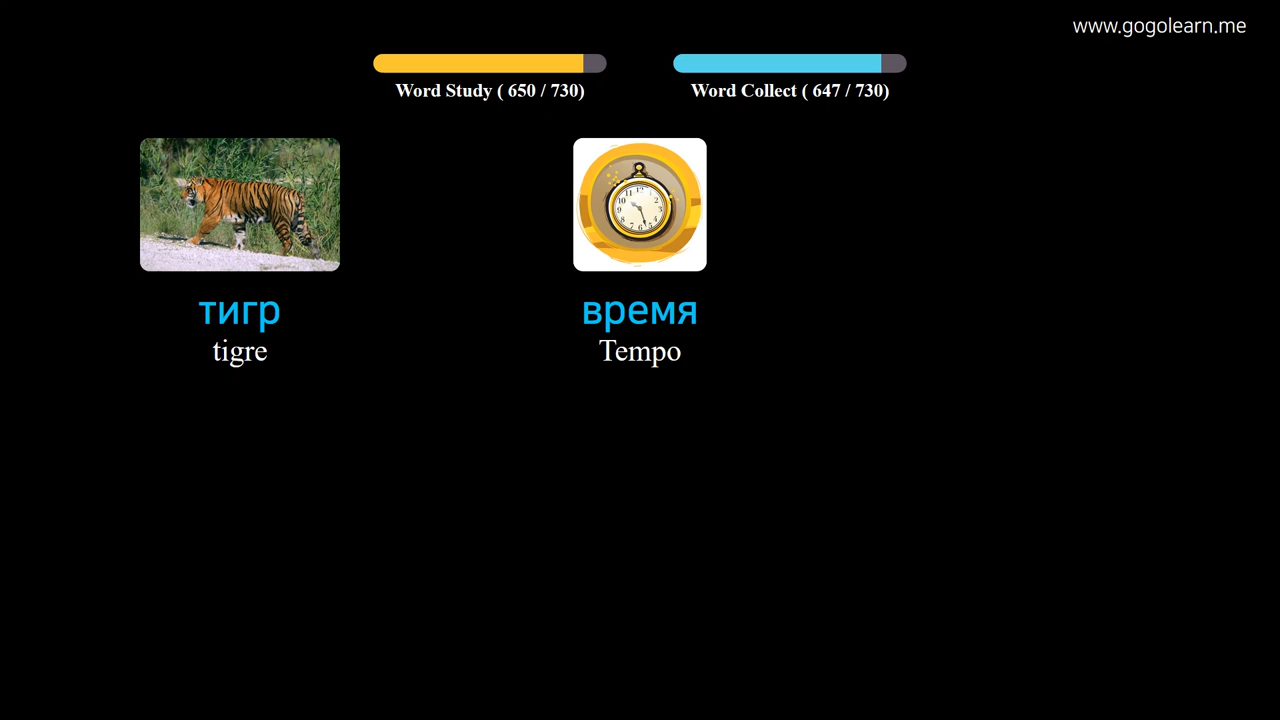 www.gogolearn.me
Word Study ( 650 / 730)
Word Collect ( 647 / 730)
тигр
tigre
время
Tempo